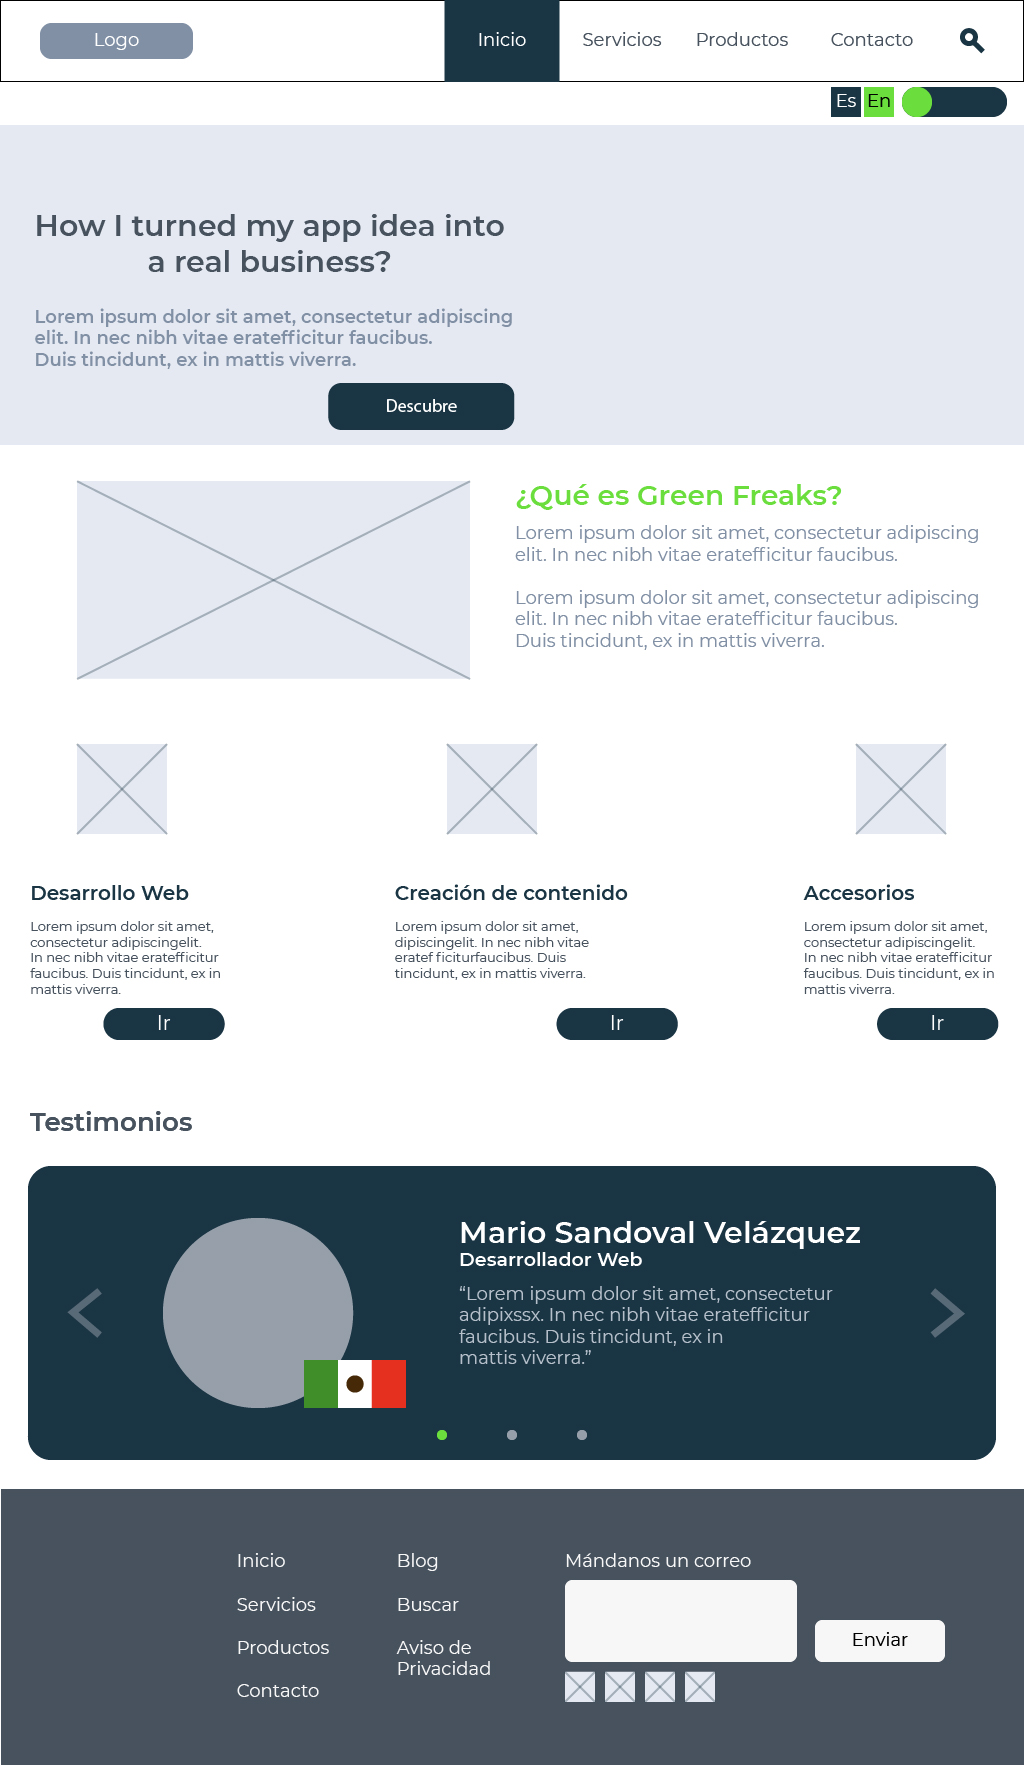 Logo
Inicio
Servicios
Productos
Contacto
Es
En
How I turned my app idea into
a real business?
Lorem ipsum dolor sit amet, consectetur adipiscing
elit. In nec nibh vitae eratefficitur faucibus.
Duis tincidunt, ex in mattis viverra.
Descubre
¿Qué es Green Freaks?
Lorem ipsum dolor sit amet, consectetur adipiscing
elit. In nec nibh vitae eratefficitur faucibus.
Lorem ipsum dolor sit amet, consectetur adipiscing
elit. In nec nibh vitae eratefficitur faucibus.
Duis tincidunt, ex in mattis viverra.
Desarrollo Web
Lorem ipsum dolor sit amet,
consectetur adipiscingelit.
In nec nibh vitae eratefficitur
faucibus. Duis tincidunt, ex in
mattis viverra.
Ir
Creación de contenido
Lorem ipsum dolor sit amet,
dipiscingelit. In nec nibh vitae
eratef ficiturfaucibus. Duis
tincidunt, ex in mattis viverra.
Ir
Accesorios
Lorem ipsum dolor sit amet,
consectetur adipiscingelit.
In nec nibh vitae eratefficitur
faucibus. Duis tincidunt, ex in
mattis viverra.
Ir
Testimonios
Mario Sandoval Velázquez
Desarrollador Web
“Lorem ipsum dolor sit amet, consectetur
adipixssx. In nec nibh vitae eratefficitur
faucibus. Duis tincidunt, ex in
mattis viverra.”
Inicio
Servicios
Productos
Contacto
Blog
Buscar
Aviso de
Privacidad
Mándanos un correo
Enviar